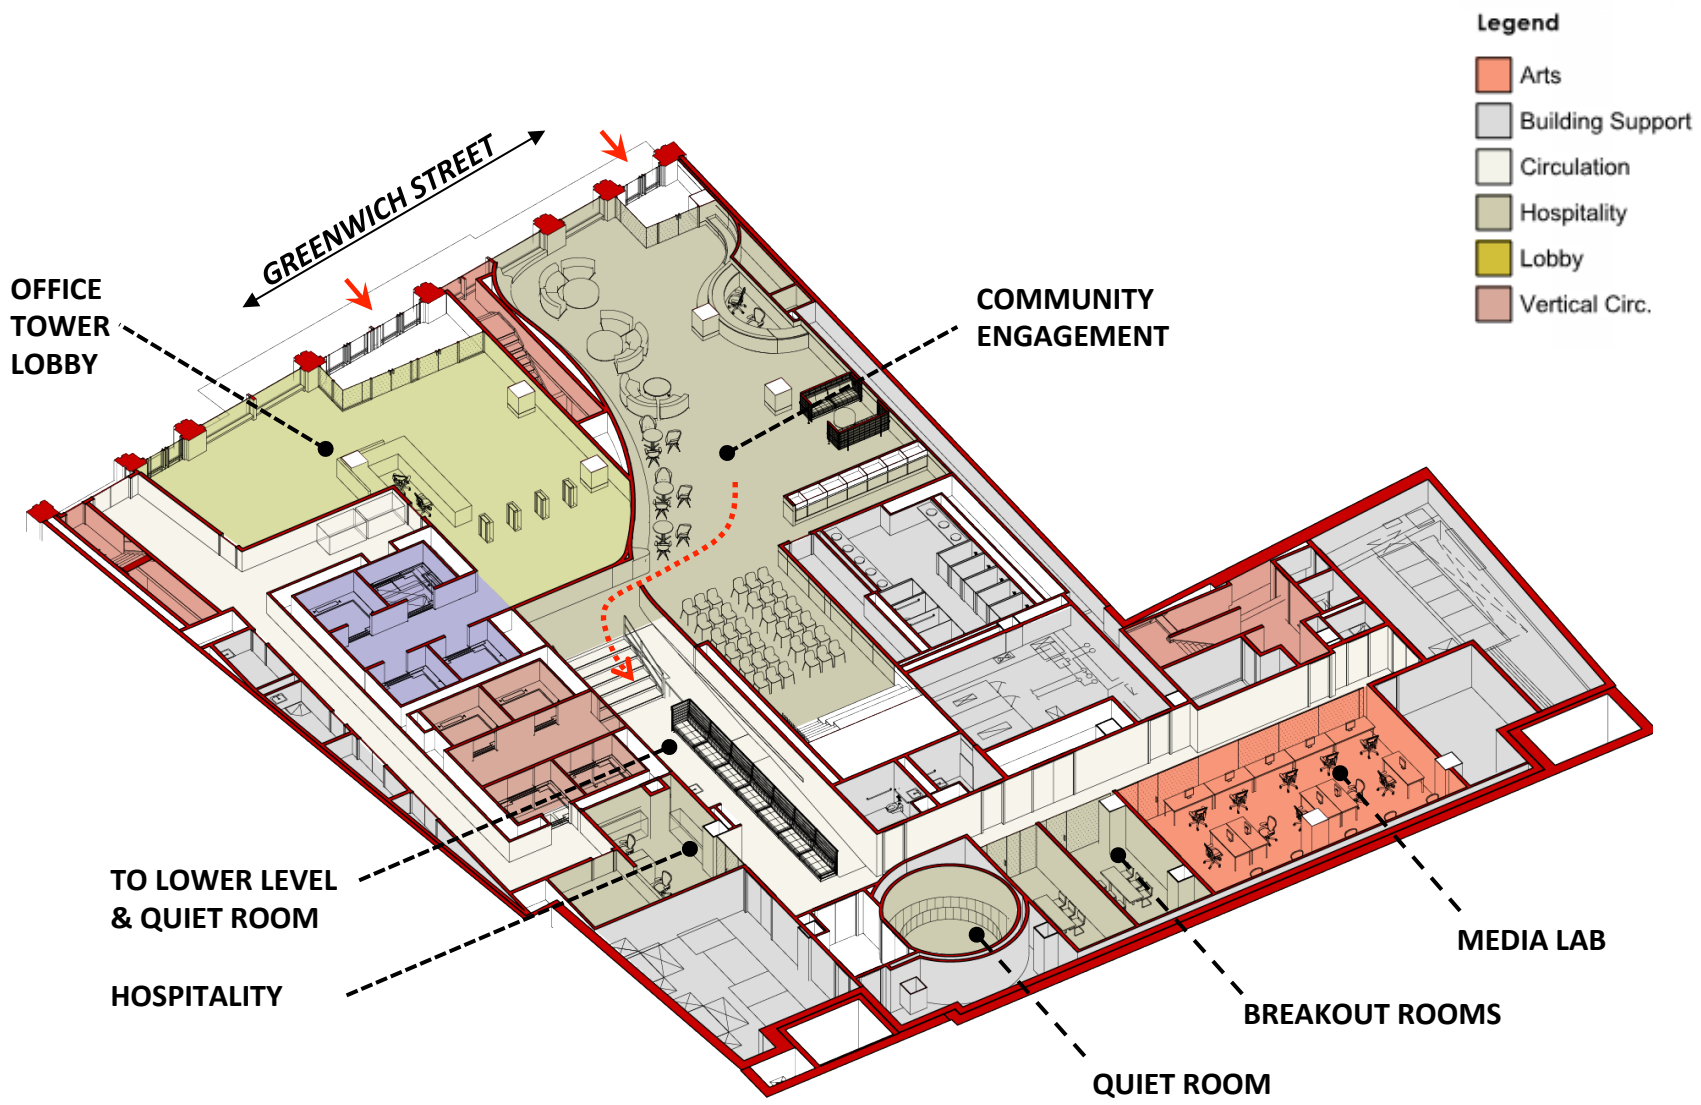 Legend
Arts
Building Support
Circulation
Hospitality
Lobby
Vertical Circ.
GREENWICH STREET
OFFICE
TOWER
LOBBY
COMMUNITY
ENGAGEMENT
TO LOWER LEVEL
& QUIET ROOM
HOSPITALITY
MEDIA LAB
BREAKOUT ROOMS
QUIET ROOM